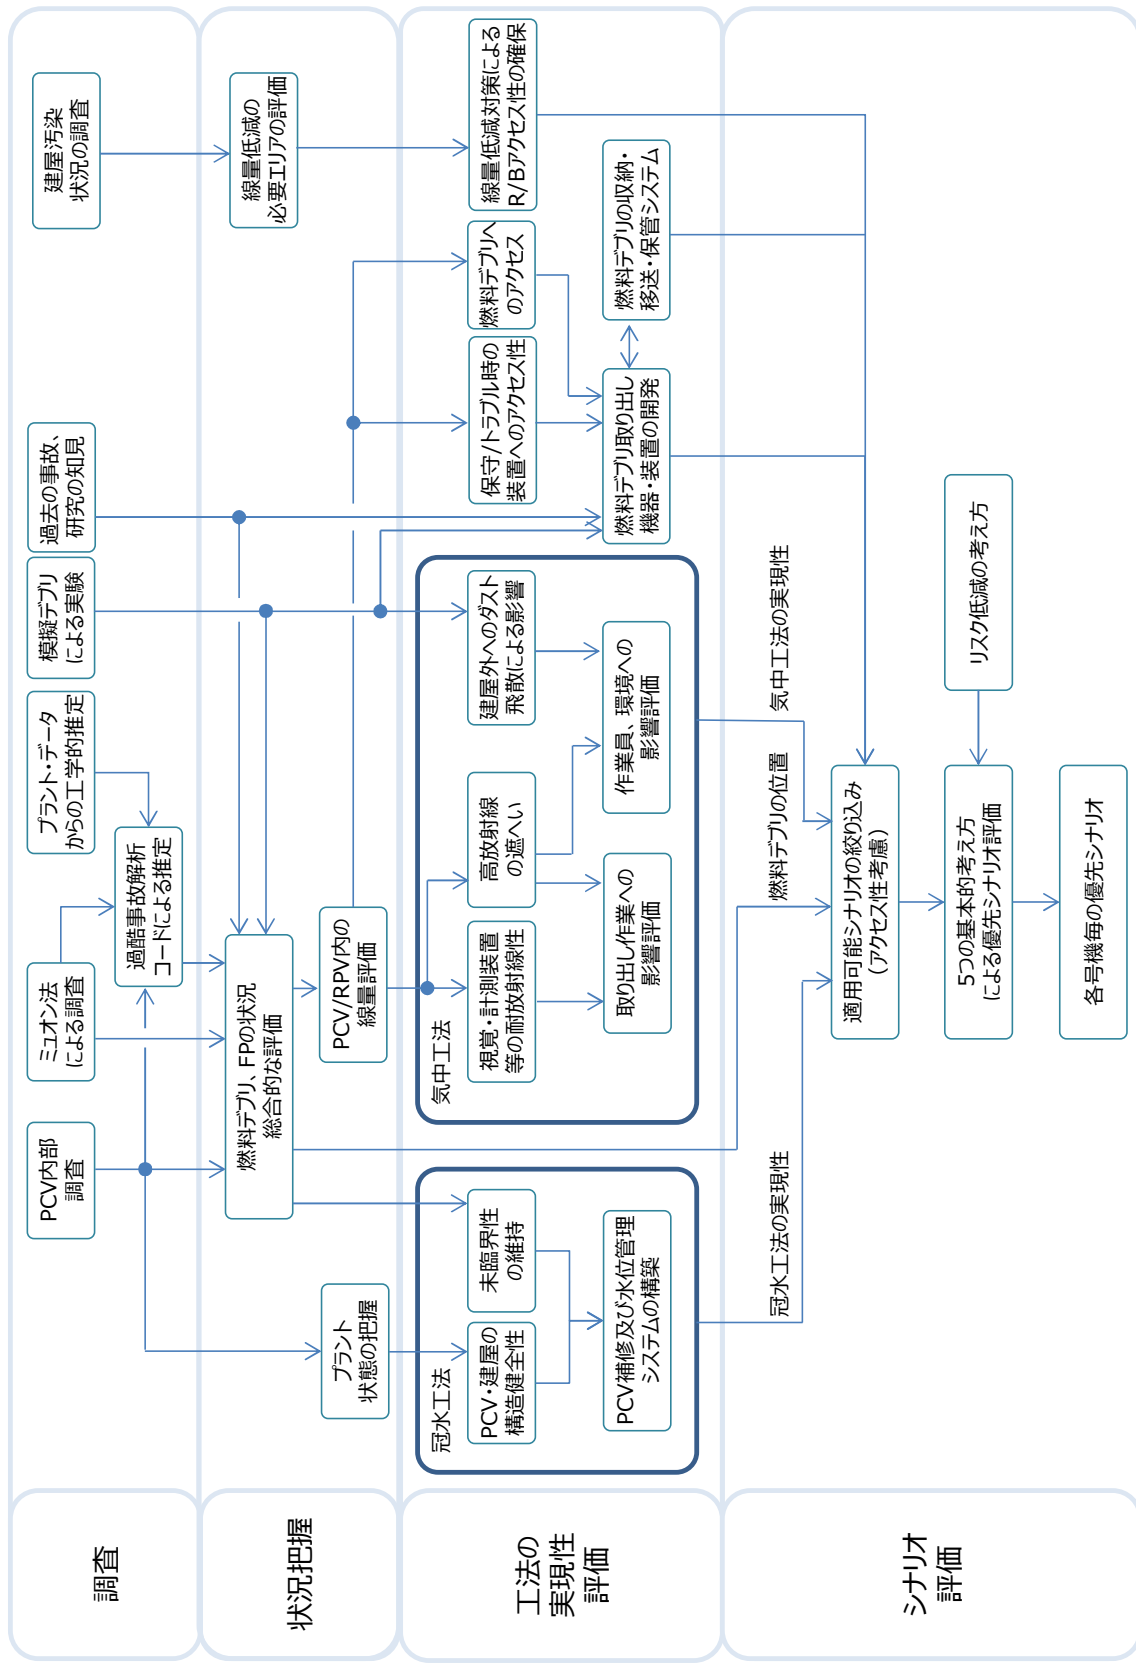 調査
PCV内部
調査
ミュオン法
による調査
過酷事故解析
コードによる推定
プラント・データ
からの工学的推定
模擬デブリ
による実験
過去の事故、
研究の知見
建屋汚染
状況の調査
状況把握
プラント
状態の把握
燃料デブリ、FPの状況
総合的な評価
PCV/RPV内の
線量評価
線量低減の
必要エリアの評価
工法の
実現性
評価
冠水工法
PCV・建屋の
構造健全性
未臨界性
の維持
PCV補修及び水位管理
システムの構築
気中工法
視覚・計測装置
等の耐放射線性
高放射線
の遮へい
建屋外へのダスト
飛散による影響
取り出し作業への
影響評価
作業員、環境への
影響評価
保守/トラブル時の
装置へのアクセス性
燃料デブリへ
のアクセス
線量低減対策による
R/Bアクセス性の確保
燃料デブリ取り出し
機器・装置の開発
燃料デブリの収納・
移送・保管システム
シナリオ
評価
冠水工法の実現性
燃料デブリの位置
気中工法の実現性
適用可能シナリオの絞り込み
（アクセス性考慮）
5つの基本的考え方
による優先シナリオ評価
リスク低減の考え方
各号機毎の優先シナリオ